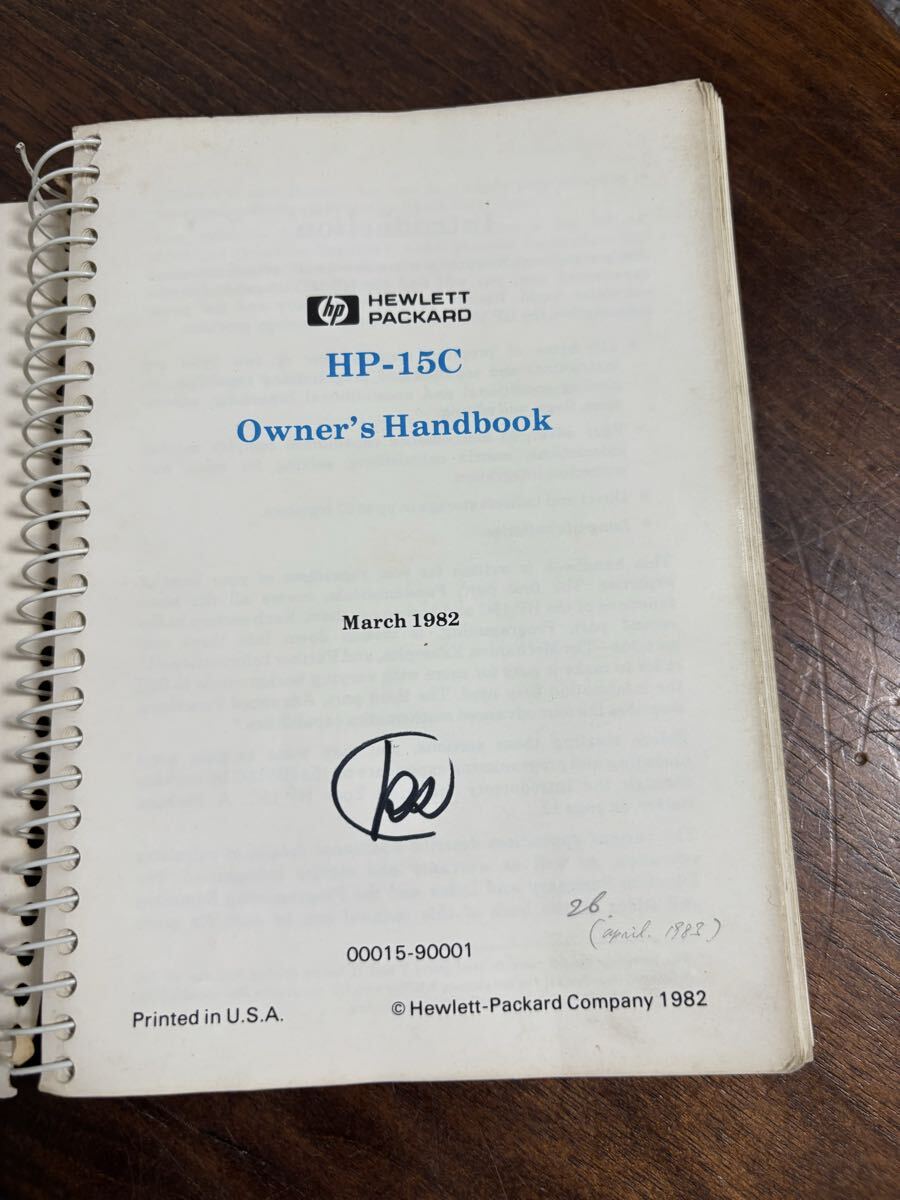 hp HEWLETT
PACKARD
HP-15C
Owner's Handbook
March 1982
26
(april. 1983)
00015-90001
Printed in U.S.A.
© Hewlett-Packard Company 1982